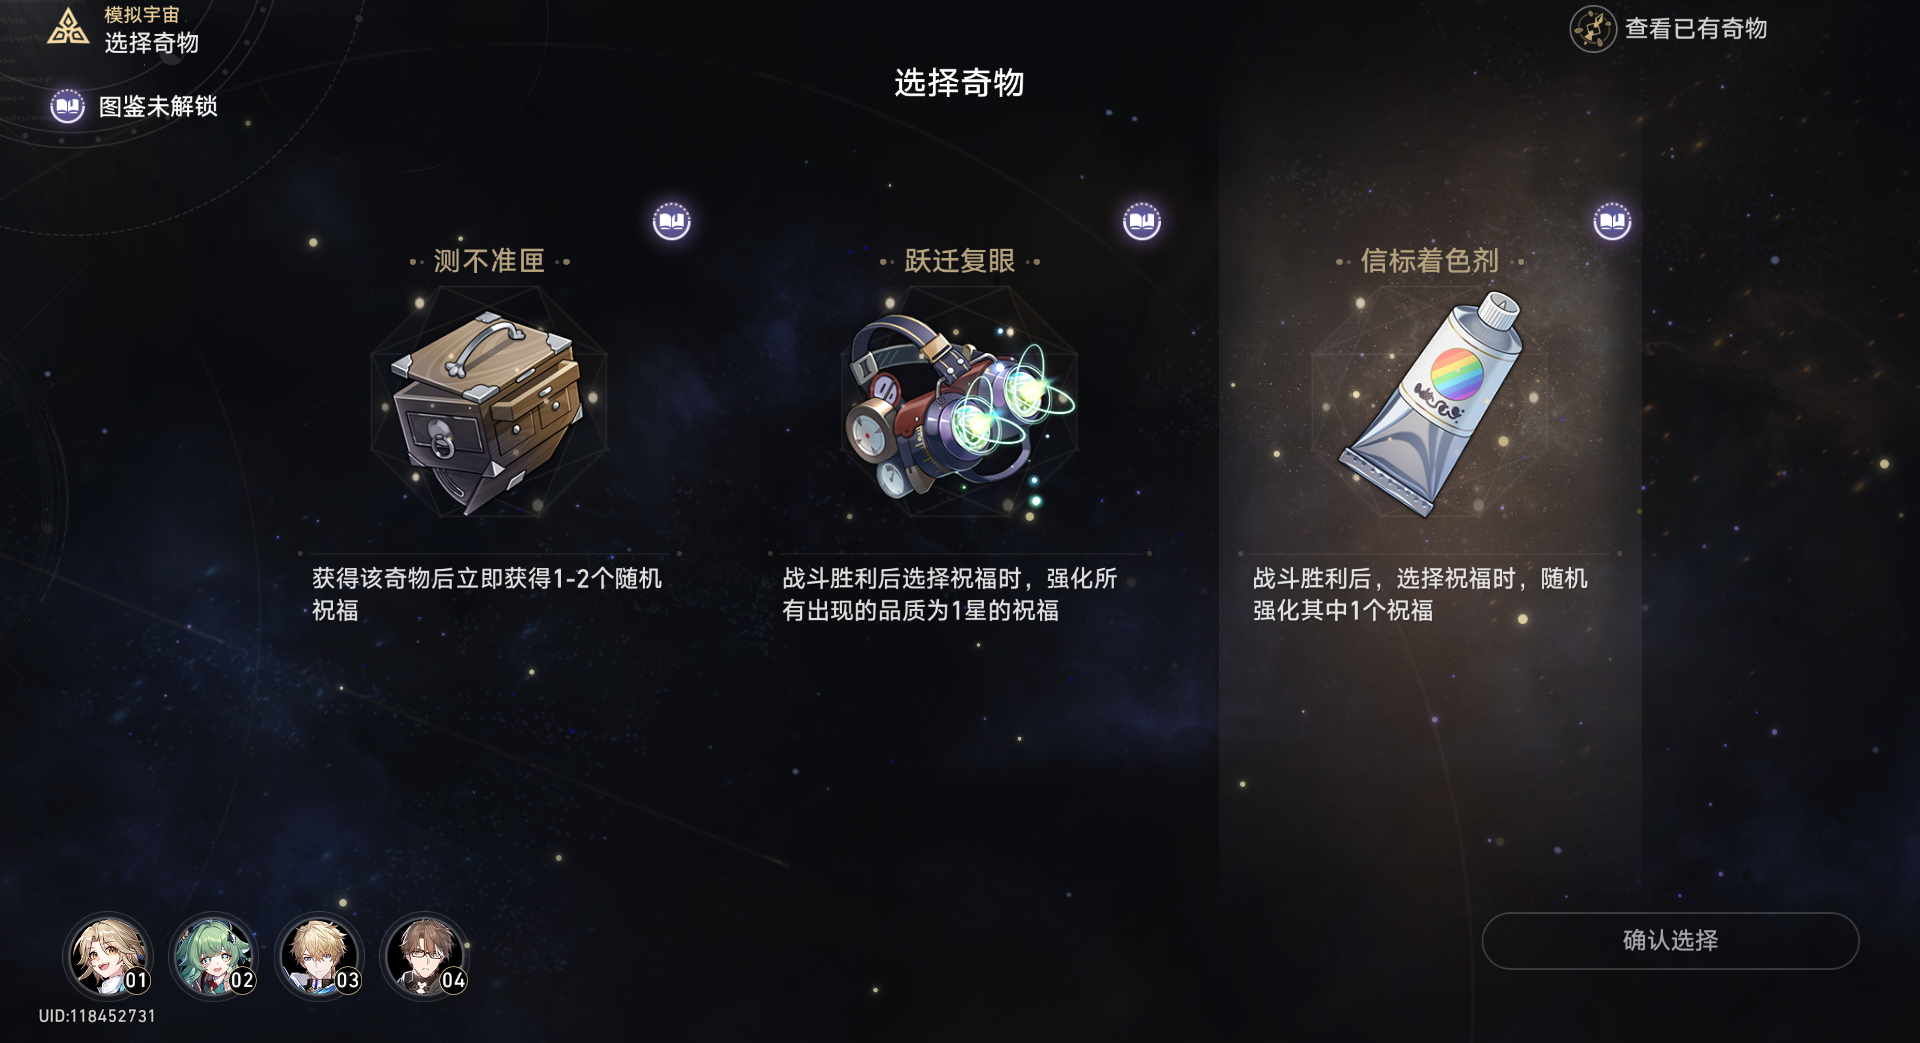 模拟宇宙
选择奇物
查看已有奇物
选择奇物
图鉴未解锁
测不准匣
获得该奇物后立即获得1-2个随机
祝福
跃迁复眼
战斗胜利后选择祝福时，强化所
有出现的品质为1星的祝福
信标着色剂
战斗胜利后，选择祝福时，随机
强化其中1个祝福
01
02
03
04
确认选择
UID:118452731